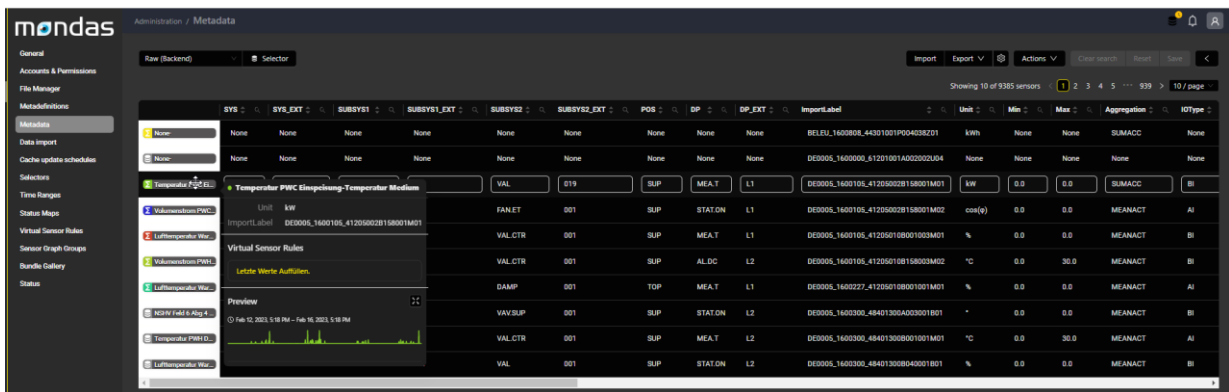 mondas
Administration / Metadata
General
Accounts & Permissions
File Manager
Metadefinitions
Metadata
Data import
Cache update schedules
Selectors
Time Ranges
Status Maps
Virtual Sensor Rules
Sensor Graph Groups
Bundle Gallery
Status
Raw (Backend) Selector Import Export Actions Clear search Reset Save
Showing 10 of 9385 sensors 1 2 3 4 5 ··· 939 10 / page
SYS SYS_EXT SUBSYS1 SUBSYS1_EXT SUBSYS2 SUBSYS2_EXT POS DP DP_EXT ImportLabel Unit Min Max Aggregation IOType
None None None None None None None None None None BELEU_1600808_44301001P004038Z01 kWh None None SUMACC None
None None None None None None None None None None DE0005_1600000_61201001A002002U04 None None None None None
Temperatur VAL 019 SUP MEA.T L1 DE0005_1600105_41205002B158001M01 kW 0.0 0.0 SUMACC BI
Volumenstrom PWC... FAN.ET 001 SUP STAT.ON L1 DE0005_1600105_41205002B158001M02 cos(φ) 0.0 0.0 MEANACT AI
Lufttemperatur War... VAL.CTR 001 SUP MEA.T L1 DE0005_1600105_41205010B001003M01 % 0.0 0.0 MEANACT BI
Volumenstrom PWH... VAL.CTR 001 SUP AL.DC L2 DE0005_1600105_41205010B158003M02 °C 0.0 30.0 MEANACT BI
Lufttemperatur War... DAMP 001 TOP MEA.T L1 DE0005_1600227_41205010B001001M01 % 0.0 0.0 MEANACT AI
NSHV Feld 6 Abg 4 ... VAV.SUP 001 SUP STAT.ON L2 DE0005_1600300_48401300A003001B01 0.0 0.0 MEANACT BI
Temperatur PWH D... VAL.CTR 001 SUP MEA.T L2 DE0005_1600300_48401300B001001M01 °C 0.0 30.0 MEANACT AI
Lufttemperatur War... VAL 001 SUP STAT.ON L2 DE0005_1600300_48401300B040001B01 % 0.0 0.0 MEANACT BI
Temperatur PWC Einspeisung-Temperatur Medium
Unit kW
ImportLabel DE0005_1600105_41205002B158001M01
Virtual Sensor Rules
Letzte Werte Auffüllen.
Preview
Feb 12, 2023, 5:18 PM – Feb 16, 2023, 5:18 PM